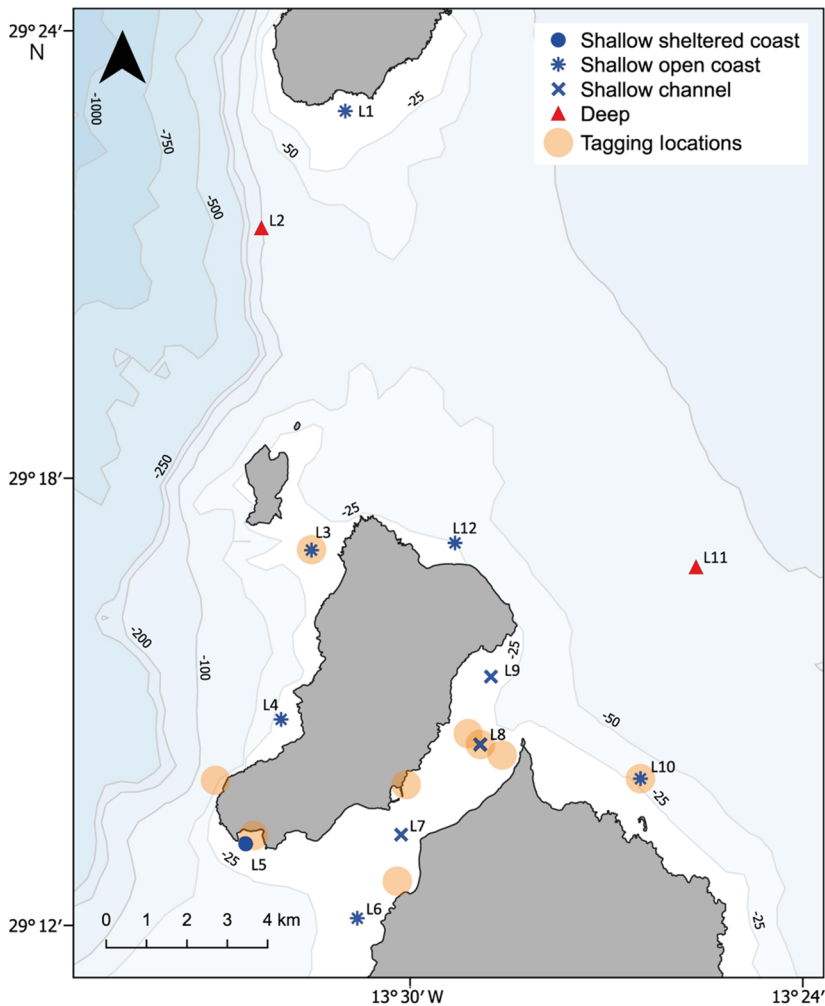 29° 24′
N
Shallow sheltered coast
Shallow open coast
Shallow channel
Deep
Tagging locations
-1000
-750
-500
-50
-25
L1
L2
-250
29° 18′
-25
L3
L12
L11
-200
-100
-25
L9
L4
L8
-50
L10
-25
L7
L5
-25
L6
-25
0 1 2 3 4 km
29° 12′
13° 30′ W
13° 24′